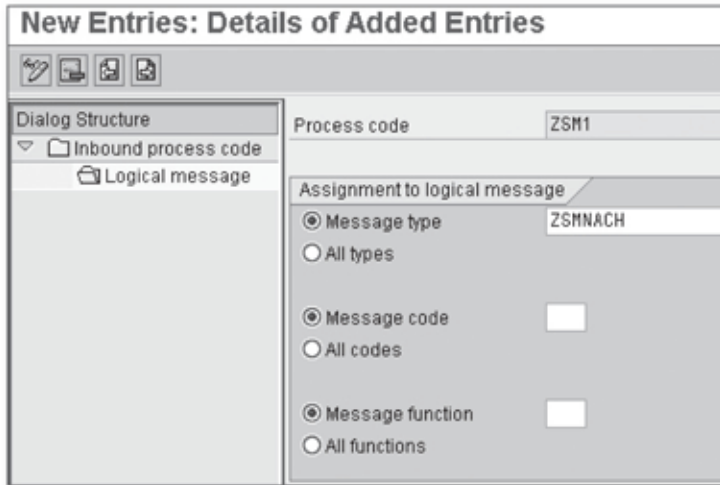 New Entries: Details of Added Entries
Dialog Structure
Inbound process code
Logical message
Process code ZSM1
Assignment to logical message
Message type ZSMNACH
All types
Message code
All codes
Message function
All functions